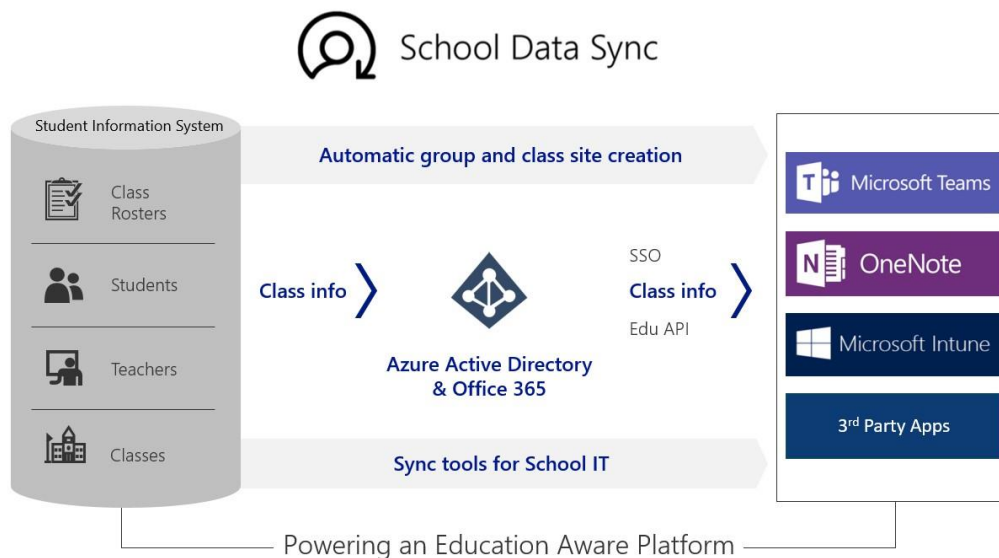 School Data Sync
Student Information System
Class
Rosters
Students
Teachers
Classes
Automatic group and class site creation
Class info
Azure Active Directory
& Office 365
SSO
Class info
Edu API
Sync tools for School IT
Microsoft Teams
OneNote
Microsoft Intune
3rd Party Apps
Powering an Education Aware Platform